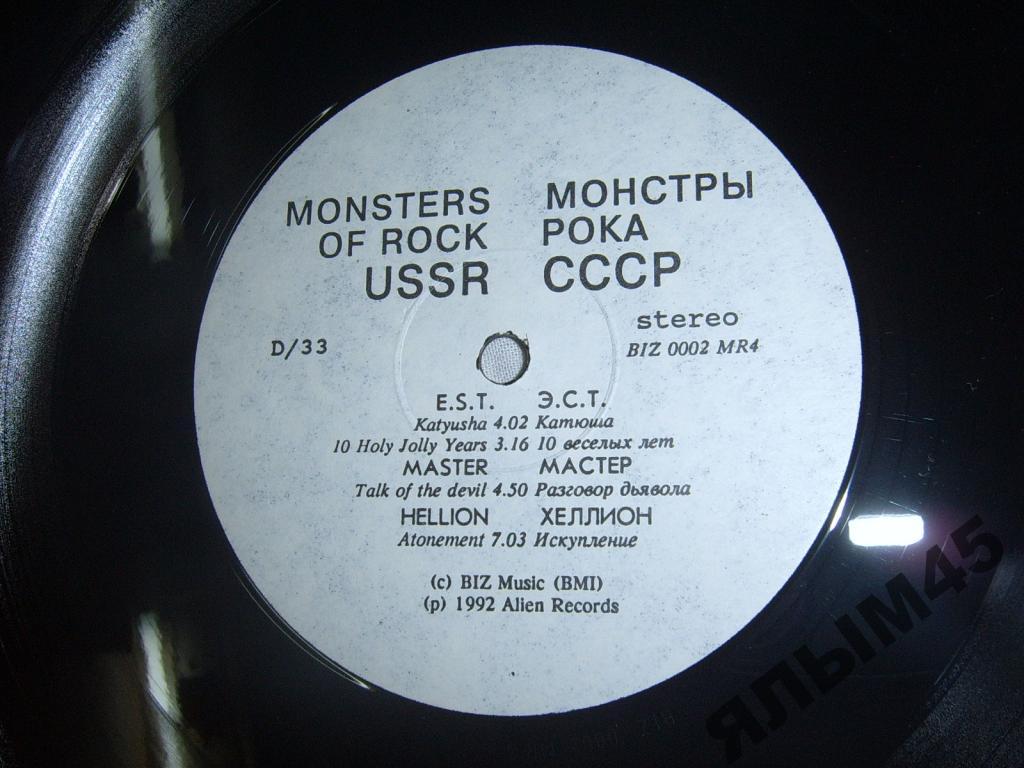 MONSTERS МОНСТРЫ
OF ROCK РОКА
USSR СССР
stereo
D/33 BIZ 0002 MR4
E.S.T. Э.С.Т.
Katyusha 4.02 Катюша
10 Holy Jolly Years 3.16 10 веселых лет
MASTER МАСТЕР
Talk of the devil 4.50 Разговор дьявола
HELLION ХЕЛЛИОН
Atonement 7.03 Искупление
(c) BIZ Music (BMI)
(p) 1992 Alien Records
ЯЛЫМ45